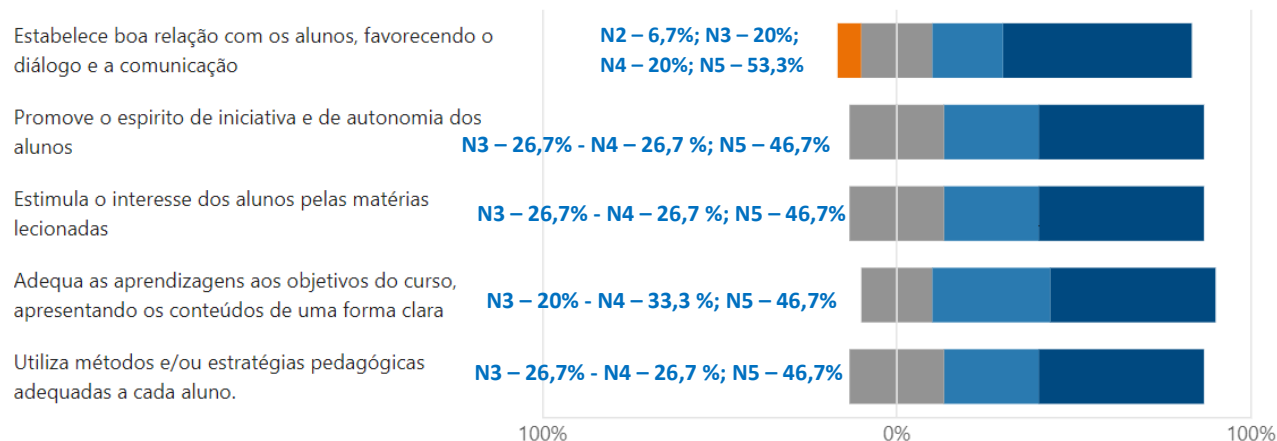 Estabelece boa relação com os alunos, favorecendo o
diálogo e a comunicação
N2 – 6,7%; N3 – 20%;
N4 – 20%; N5 – 53,3%
Promove o espirito de iniciativa e de autonomia dos
alunos
N3 – 26,7% - N4 – 26,7 %; N5 – 46,7%
Estimula o interesse dos alunos pelas matérias
lecionadas
N3 – 26,7% - N4 – 26,7 %; N5 – 46,7%
Adequa as aprendizagens aos objetivos do curso,
apresentando os conteúdos de uma forma clara
N3 – 20% - N4 – 33,3 %; N5 – 46,7%
Utiliza métodos e/ou estratégias pedagógicas
adequadas a cada aluno.
N3 – 26,7% - N4 – 26,7 %; N5 – 46,7%
100% 0% 100%